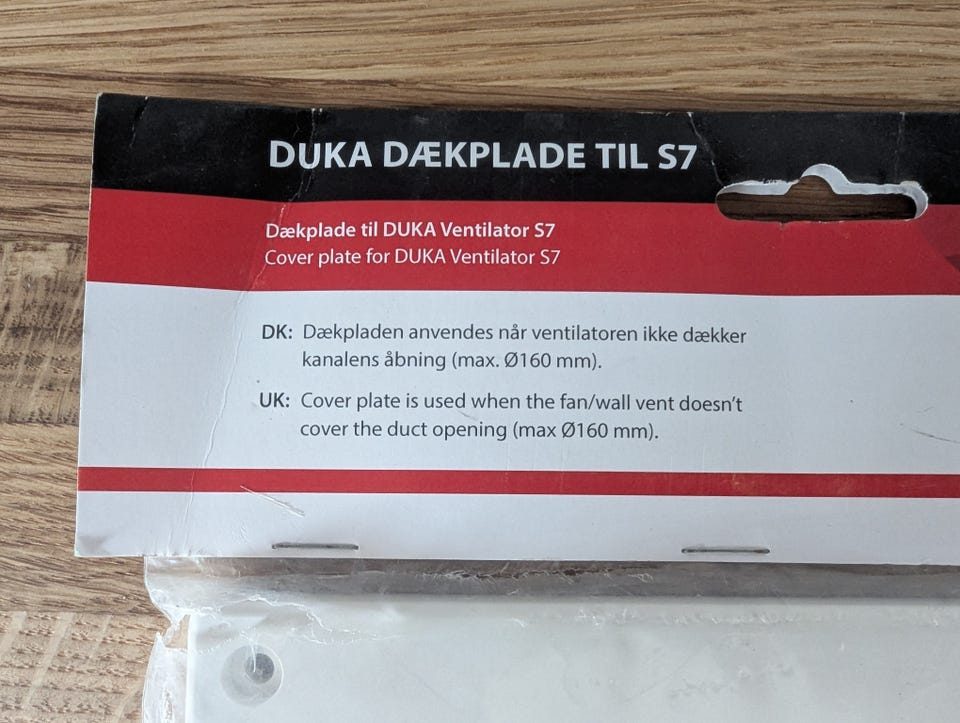 DUKA DÆKPLADE TIL S7
Dækplade til DUKA Ventilator S7
Cover plate for DUKA Ventilator S7
DK: Dækpladen anvendes når ventilatoren ikke dækker
kanalens åbning (max. Ø160 mm).
UK: Cover plate is used when the fan/wall vent doesn't
cover the duct opening (max Ø160 mm).